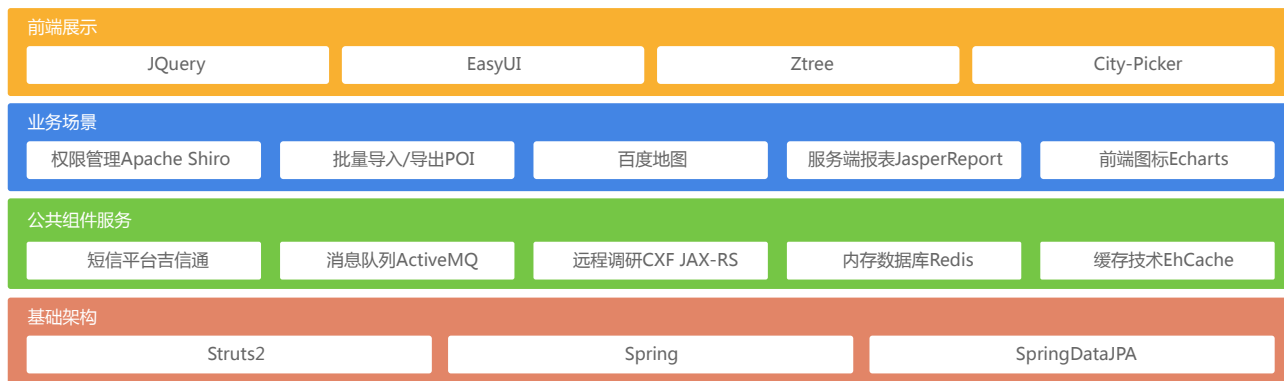 前端展示
JQuery
EasyUI
Ztree
City-Picker
业务场景
权限管理Apache Shiro
批量导入/导出POI
百度地图
服务端报表JasperReport
前端图标Echarts
公共组件服务
短信平台吉信通
消息队列ActiveMQ
远程调研CXF JAX-RS
内存数据库Redis
缓存技术EhCache
基础架构
Struts2
Spring
SpringDataJPA